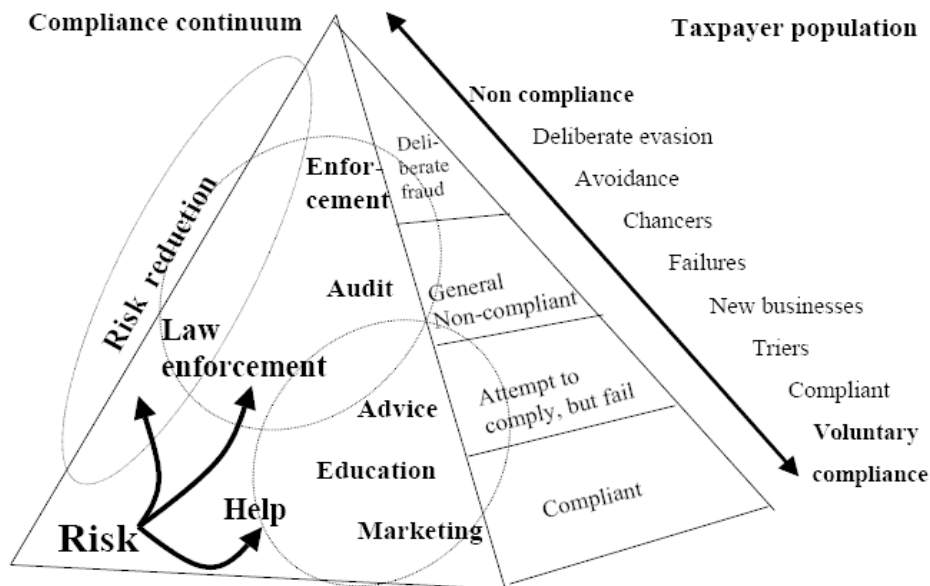 Compliance continuum
Taxpayer population
Risk reduction
Enfor-
cement
Audit
Law
enforcement
Advice
Education
Help
Marketing
Risk
Deli-
berate
fraud
General
Non-compliant
Attempt to
comply, but fail
Compliant
Non compliance
Deliberate evasion
Avoidance
Chancers
Failures
New businesses
Triers
Compliant
Voluntary
compliance